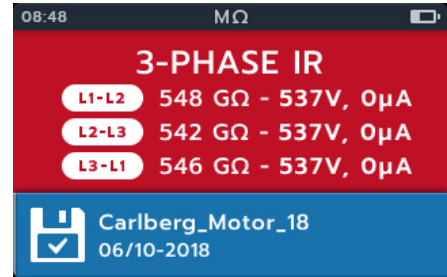 08:48 MΩ
3-PHASE IR
L1-L2 548 GΩ - 537V, 0µA
L2-L3 542 GΩ - 537V, 0µA
L3-L1 546 GΩ - 537V, 0µA
Carlberg_Motor_18
06/10-2018